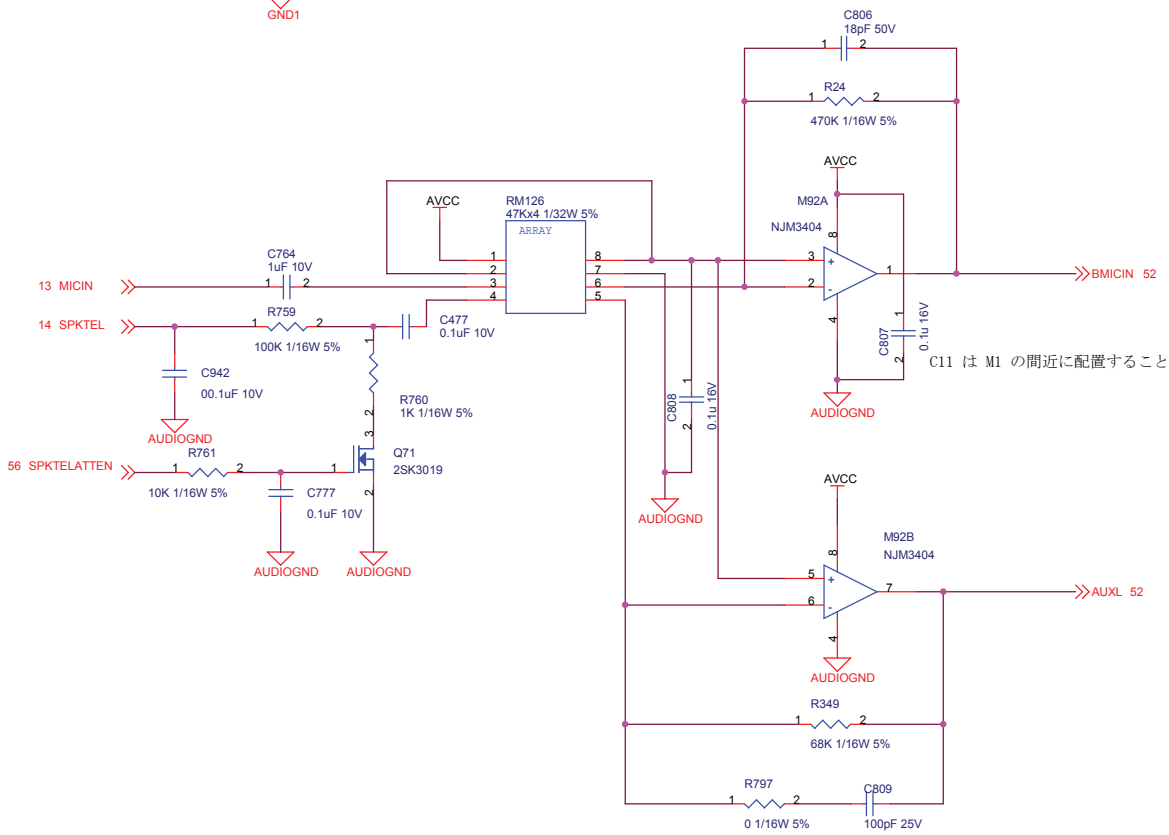 GND1
C806
18pF 50V
1 2
R24
1 2
470K 1/16W 5%
AVCC
M92A
NJM3404
8
3
+
2
-
1
4
BMICIN 52
1
C807
0.1u 16V
2
C11 は M1 の間近に配置すること
AUDIOGND
AVCC
RM126
47Kx4 1/32W 5%
ARRAY
1 8
2 7
3 6
4 5
C764
1uF 10V
1 2
13 MICIN
14 SPKTEL
R759
1 2
100K 1/16W 5%
C477
0.1uF 10V
C942
00.1uF 10V
AUDIOGND
1
R760
1K 1/16W 5%
2
3
Q71
2SK3019
1
2
56 SPKTELATTEN
R761
1 2
10K 1/16W 5%
C777
0.1uF 10V
AUDIOGND
AUDIOGND
1
C808
0.1u 16V
2
AUDIOGND
AVCC
M92B
NJM3404
8
5
+
6
-
7
4
AUXL 52
AUDIOGND
R349
1 2
68K 1/16W 5%
R797
1 2
0 1/16W 5%
C809
100pF 25V